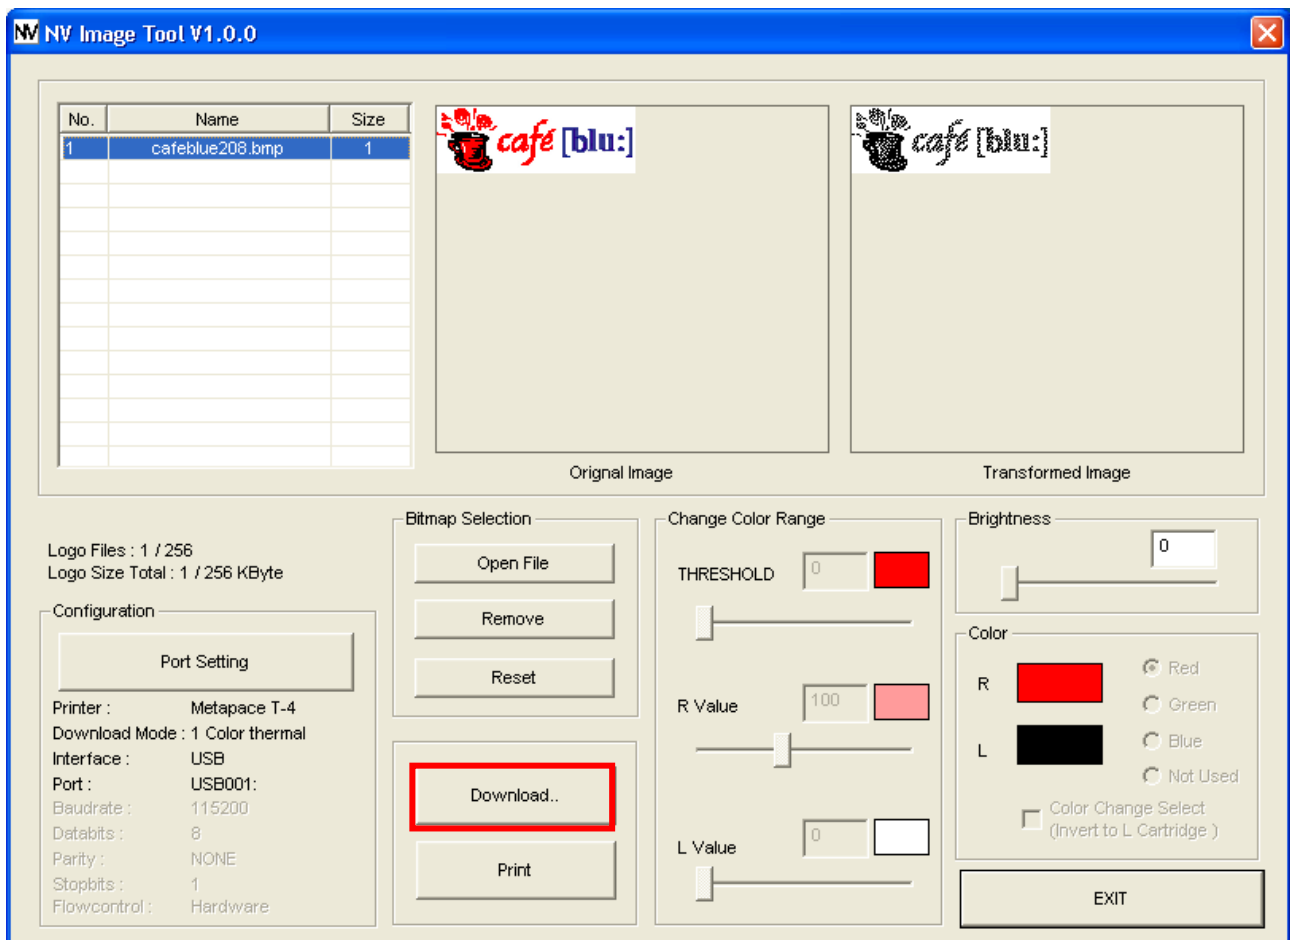 NV NV Image Tool V1.0.0
No. Name Size
1 cafeblue208.bmp 1
café [blu:]
café [blu:]
Orignal Image
Transformed Image
Logo Files : 1 / 256
Logo Size Total : 1 / 256 KByte
Configuration
Port Setting
Printer : Metapace T-4
Download Mode : 1 Color thermal
Interface : USB
Port : USB001:
Baudrate : 115200
Databits : 8
Parity : NONE
Stopbits : 1
Flowcontrol : Hardware
Bitmap Selection
Open File
Remove
Reset
Download..
Print
Change Color Range
THRESHOLD 0
R Value 100
L Value 0
Brightness
0
Color
R
L
Red
Green
Blue
Not Used
Color Change Select
(Invert to L Cartridge )
EXIT